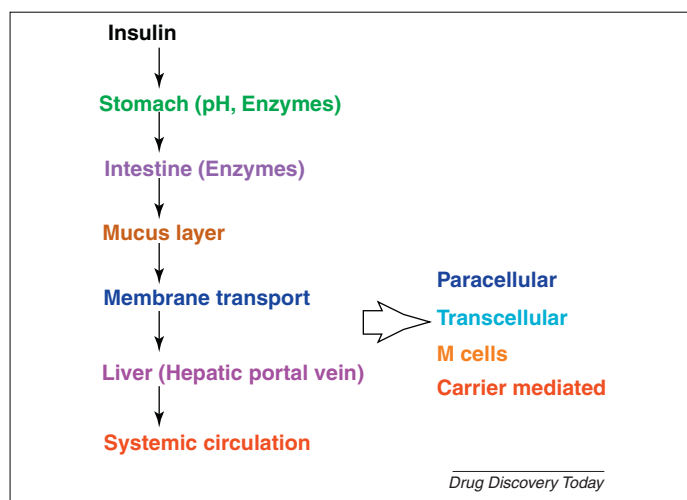 Insulin
Stomach (pH, Enzymes)
Intestine (Enzymes)
Mucus layer
Membrane transport
Liver (Hepatic portal vein)
Systemic circulation
Paracellular
Transcellular
M cells
Carrier mediated
Drug Discovery Today